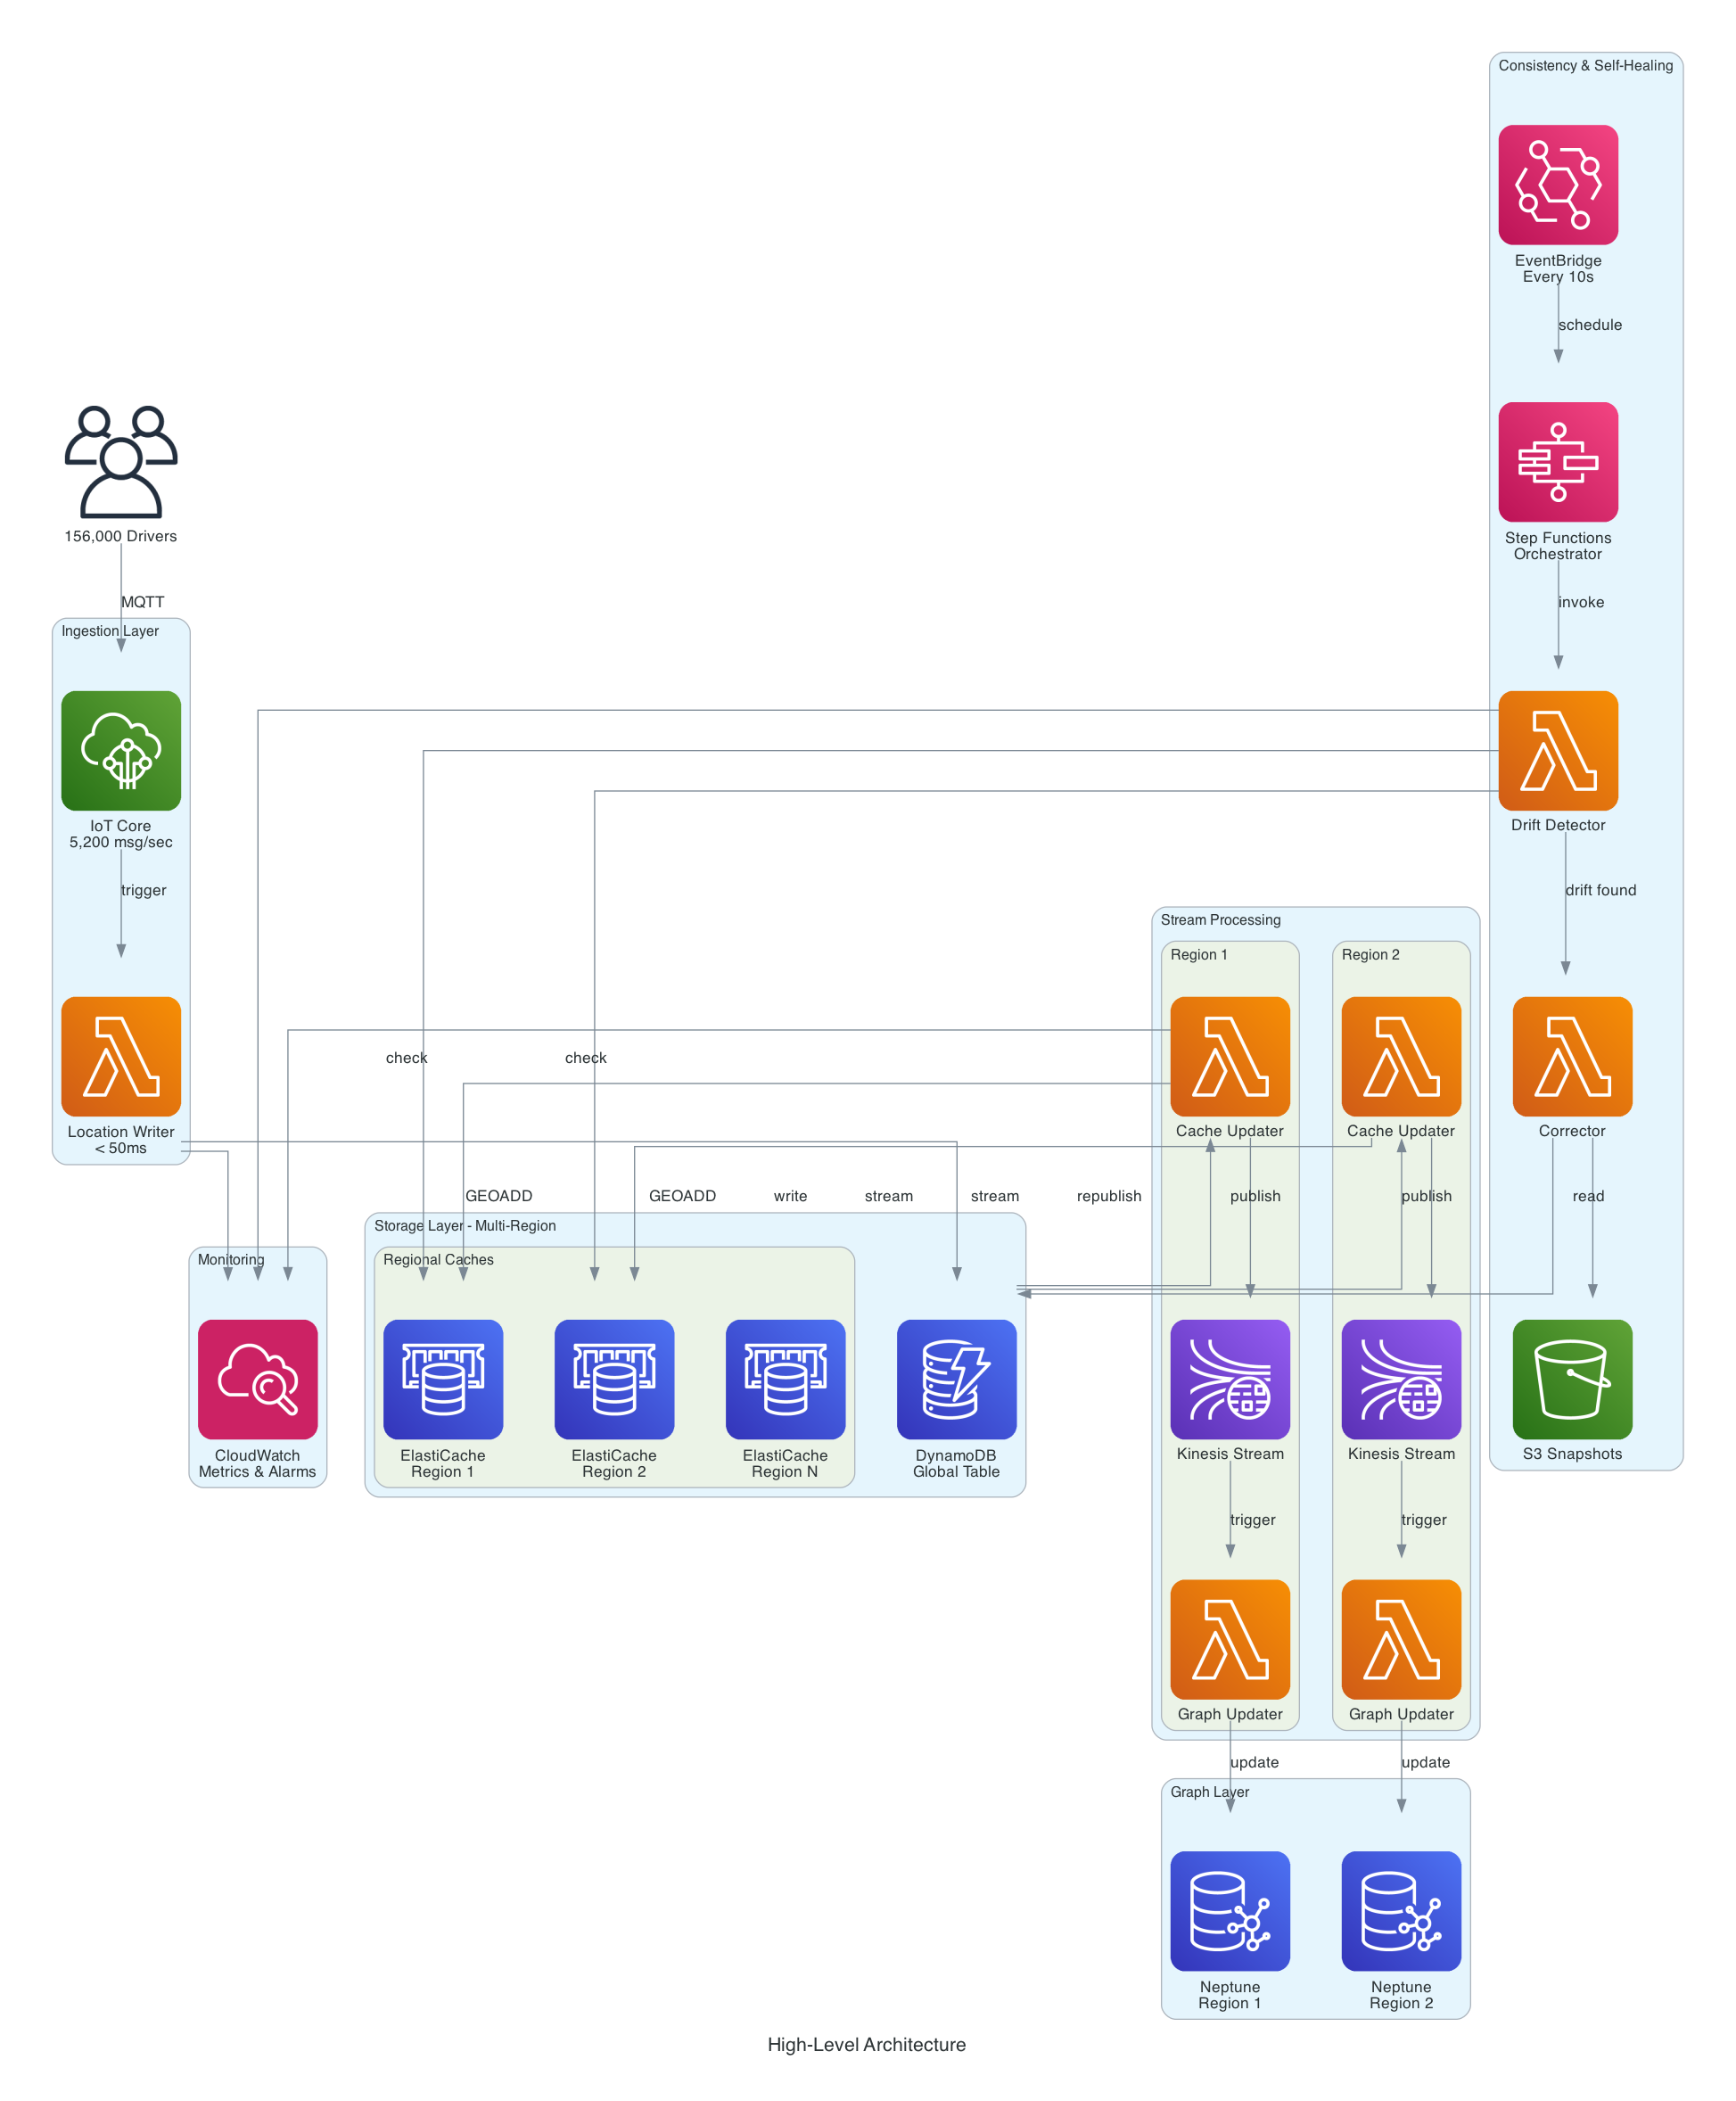 Consistency & Self-Healing
EventBridge
Every 10s
schedule
Step Functions
Orchestrator
invoke
156,000 Drivers
MQTT
Ingestion Layer
IoT Core
5,200 msg/sec
trigger
Location Writer
< 50ms
Drift Detector
drift found
Corrector
read
S3 Snapshots
Stream Processing
Region 1
Cache Updater
publish
Kinesis Stream
trigger
Graph Updater
update
Region 2
Cache Updater
publish
Kinesis Stream
trigger
Graph Updater
update
check
check
GEOADD
GEOADD
write
stream
stream
republish
Monitoring
CloudWatch
Metrics & Alarms
Storage Layer - Multi-Region
Regional Caches
ElastiCache
Region 1
ElastiCache
Region 2
ElastiCache
Region N
DynamoDB
Global Table
Graph Layer
Neptune
Region 1
Neptune
Region 2
High-Level Architecture